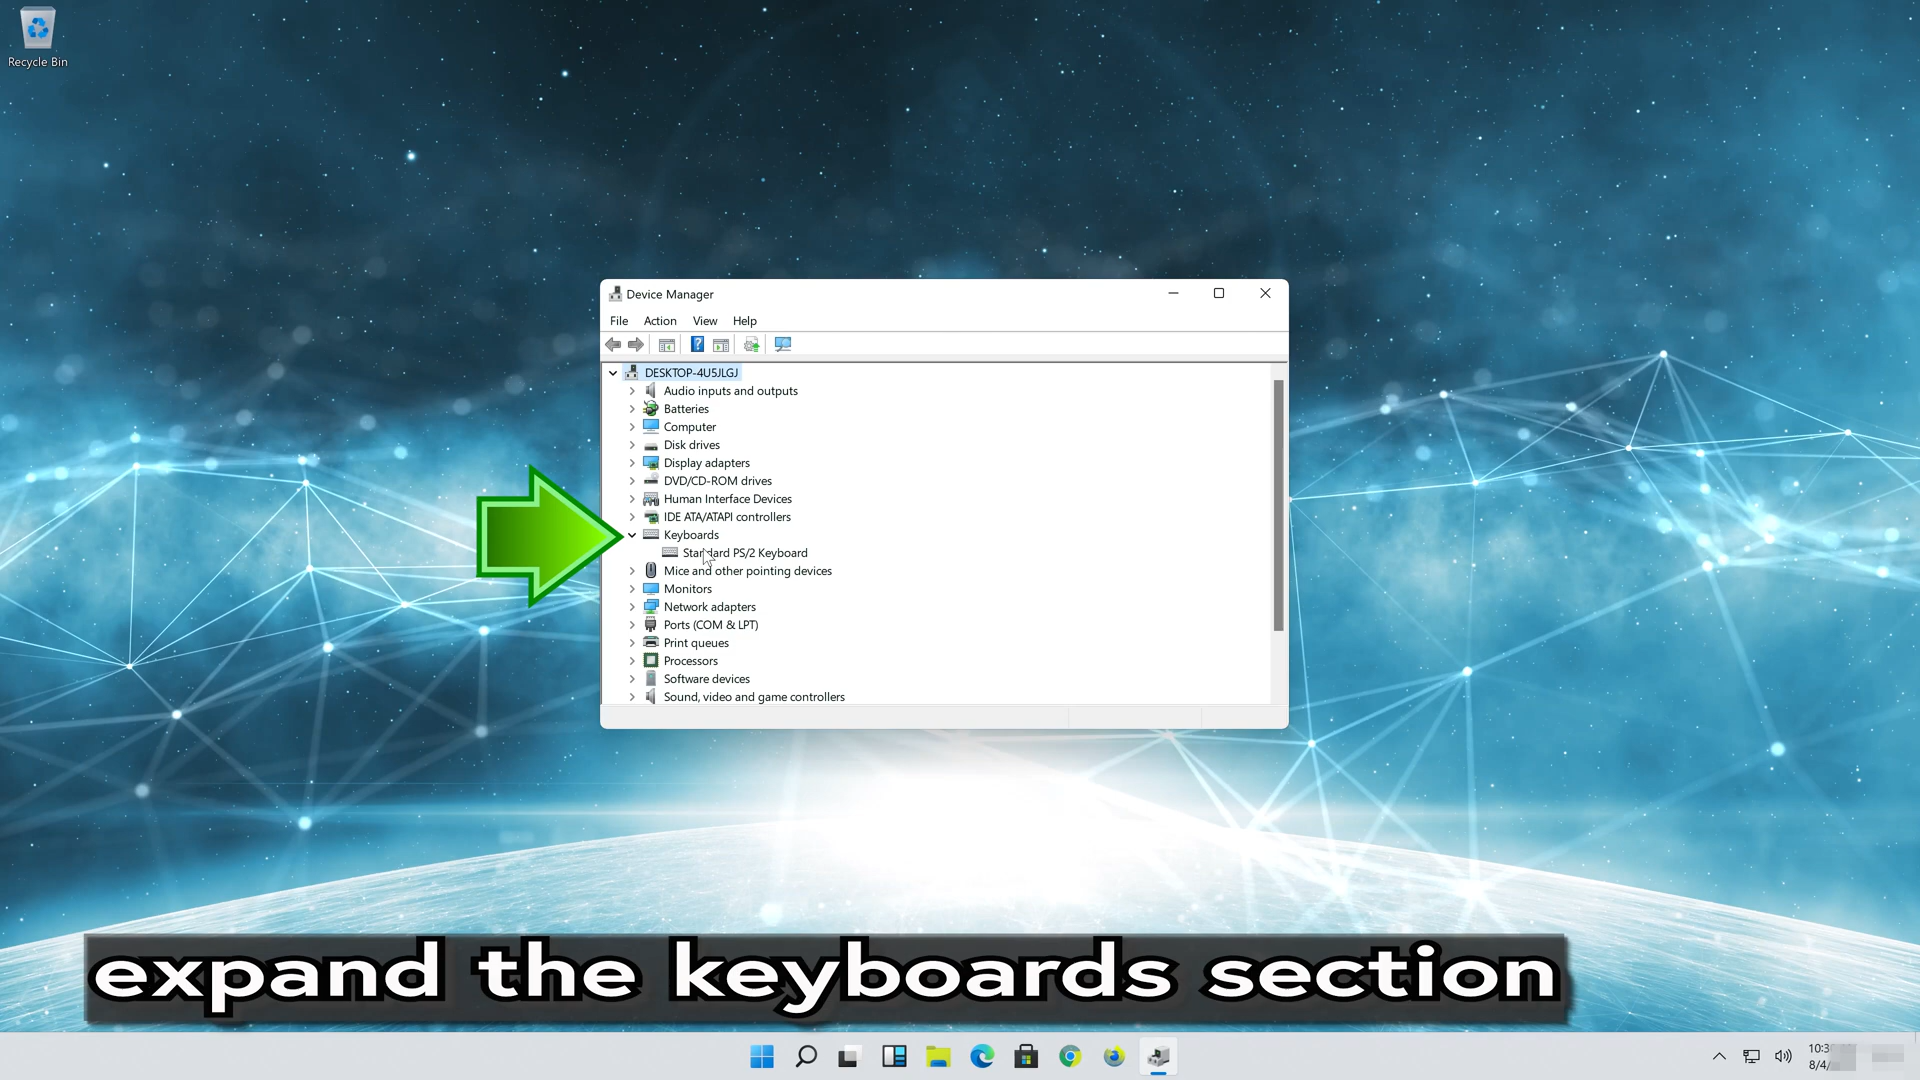 Recycle Bin
Device Manager
File Action View Help
DESKTOP-4U5JLGJ
Audio inputs and outputs
Batteries
Computer
Disk drives
Display adapters
DVD/CD-ROM drives
Human Interface Devices
IDE ATA/ATAPI controllers
Keyboards
Standard PS/2 Keyboard
Mice and other pointing devices
Monitors
Network adapters
Ports (COM & LPT)
Print queues
Processors
Software devices
Sound, video and game controllers
expand the keyboards section
8/4/